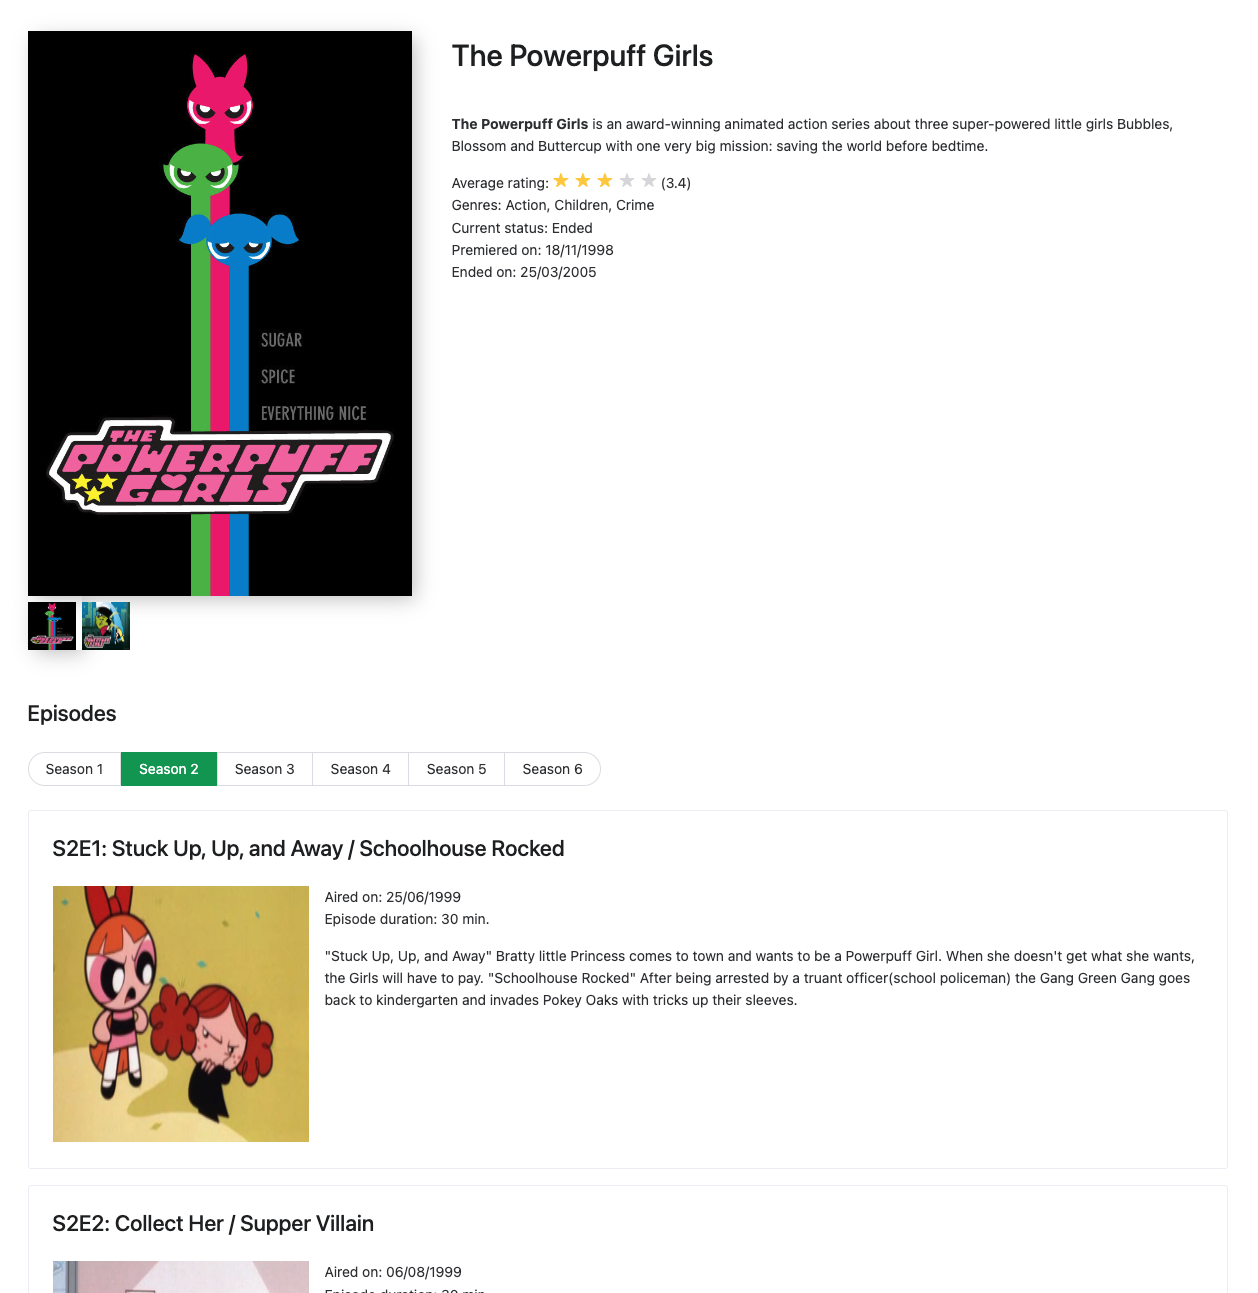 The Powerpuff Girls
The Powerpuff Girls is an award-winning animated action series about three super-powered little girls Bubbles,
Blossom and Buttercup with one very big mission: saving the world before bedtime.
Average rating: (3.4)
Genres: Action, Children, Crime
Current status: Ended
Premiered on: 18/11/1998
Ended on: 25/03/2005
SUGAR
SPICE
EVERYTHING NICE
THE
POWERPUFF
GIRLS
Episodes
Season 1 Season 2 Season 3 Season 4 Season 5 Season 6
S2E1: Stuck Up, Up, and Away / Schoolhouse Rocked
Aired on: 25/06/1999
Episode duration: 30 min.
"Stuck Up, Up, and Away" Bratty little Princess comes to town and wants to be a Powerpuff Girl. When she doesn't get what she wants,
the Girls will have to pay. "Schoolhouse Rocked" After being arrested by a truant officer(school policeman) the Gang Green Gang goes
back to kindergarten and invades Pokey Oaks with tricks up their sleeves.
S2E2: Collect Her / Supper Villain
Aired on: 06/08/1999
Episode duration: 30 min.